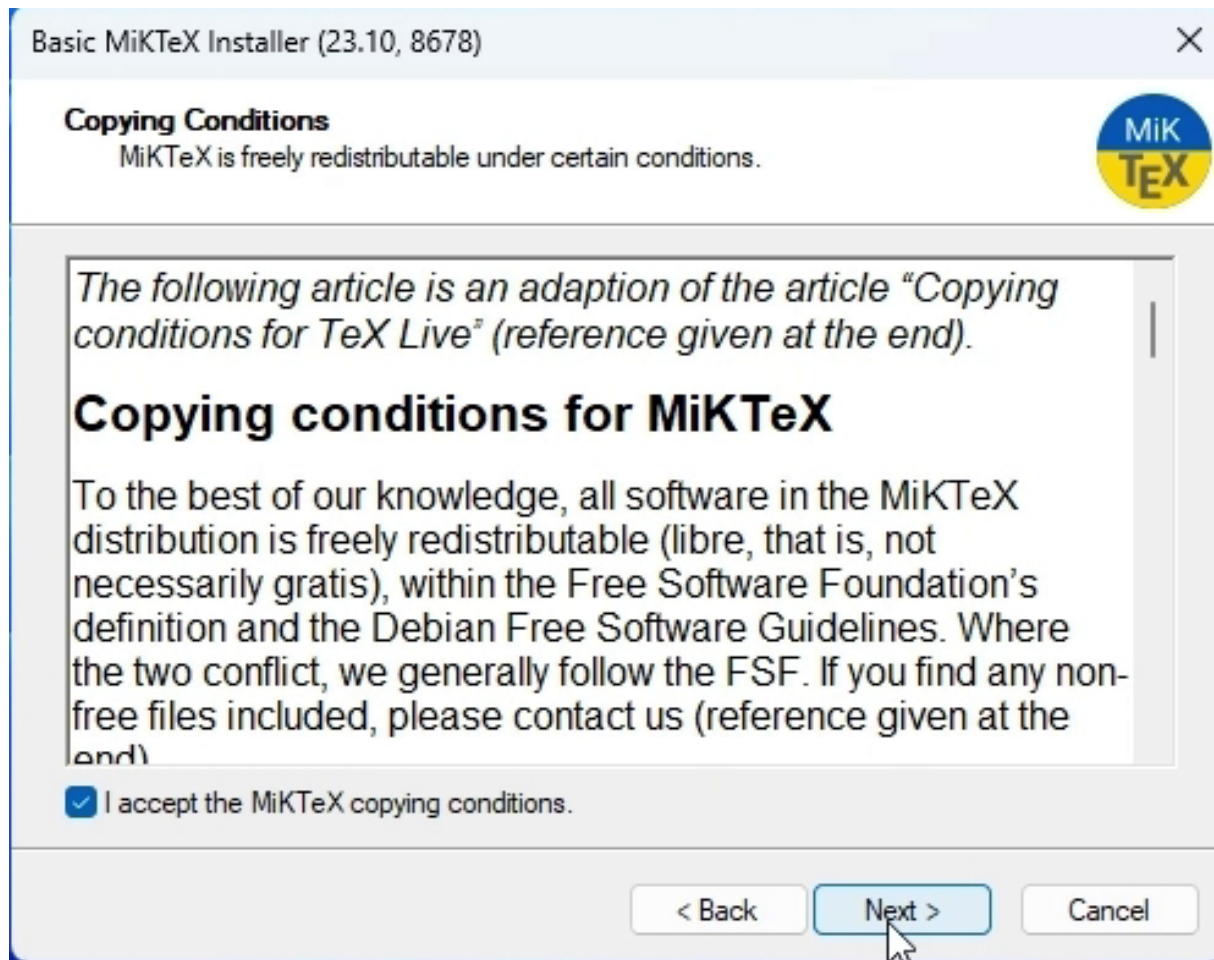 Basic MiKTeX Installer (23.10, 8678)
Copying Conditions
MiKTeX is freely redistributable under certain conditions.
MiK
TEX
The following article is an adaption of the article “Copying
conditions for TeX Live” (reference given at the end).
Copying conditions for MiKTeX
To the best of our knowledge, all software in the MiKTeX
distribution is freely redistributable (libre, that is, not
necessarily gratis), within the Free Software Foundation’s
definition and the Debian Free Software Guidelines. Where
the two conflict, we generally follow the FSF. If you find any non-
free files included, please contact us (reference given at the
end)
I accept the MiKTeX copying conditions.
< Back
Next >
Cancel